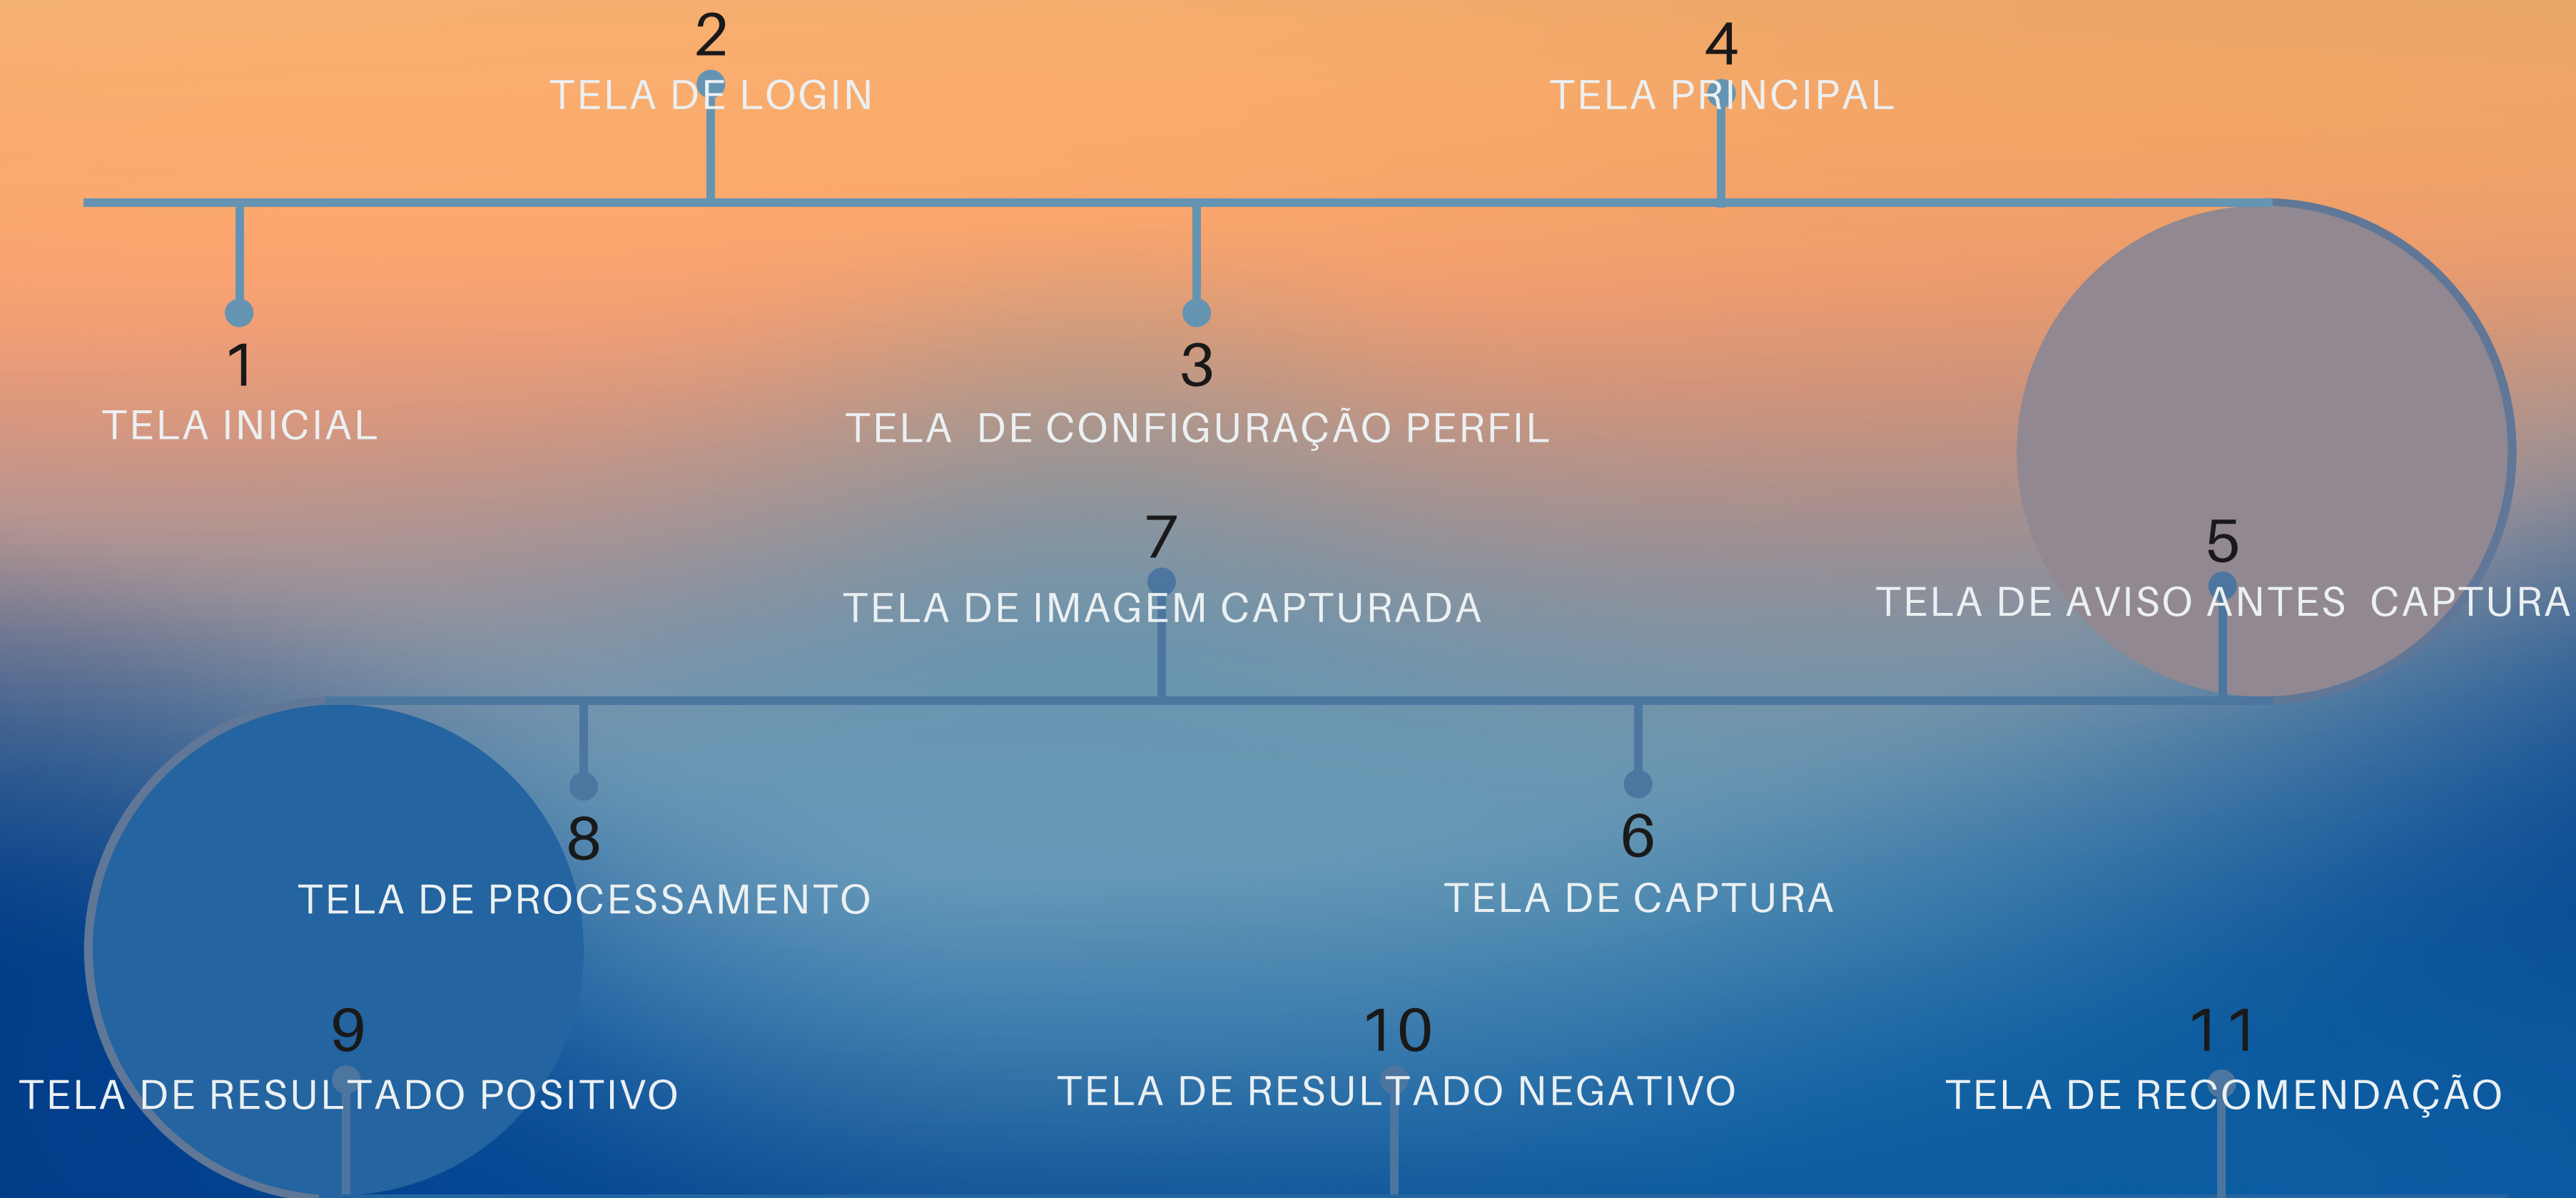 2
TELA DE LOGIN
4
TELA PRINCIPAL
1
TELA INICIAL
3
TELA  DE CONFIGURAÇÃO PERFIL
7
TELA DE IMAGEM CAPTURADA
5
TELA DE AVISO ANTES  CAPTURA
8
TELA DE PROCESSAMENTO
6
TELA DE CAPTURA
9
TELA DE RESULTADO POSITIVO
10
TELA DE RESULTADO NEGATIVO
11
TELA DE RECOMENDAÇÃO